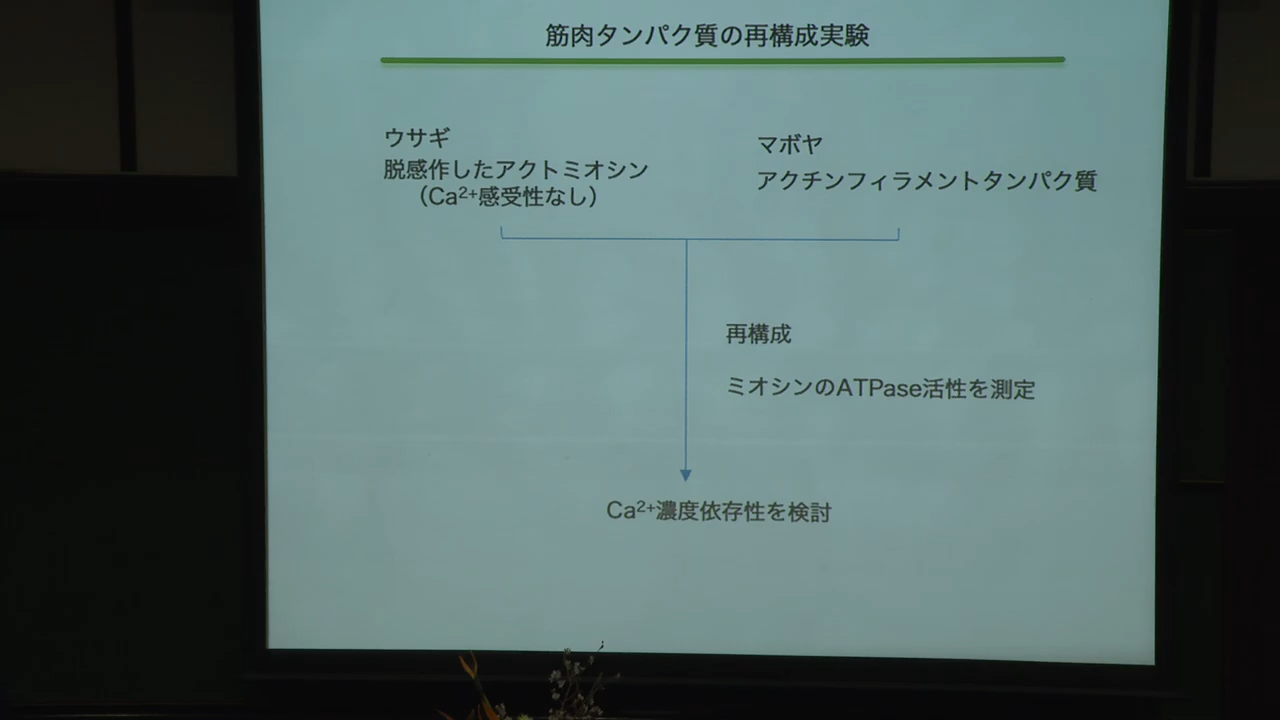 筋肉タンパク質の再構成実験
ウサギ
脱感作したアクトミオシン
（Ca²⁺感受性なし）
マボヤ
アクチンフィラメントタンパク質
再構成
ミオシンのATPase活性を測定
Ca²⁺濃度依存性を検討